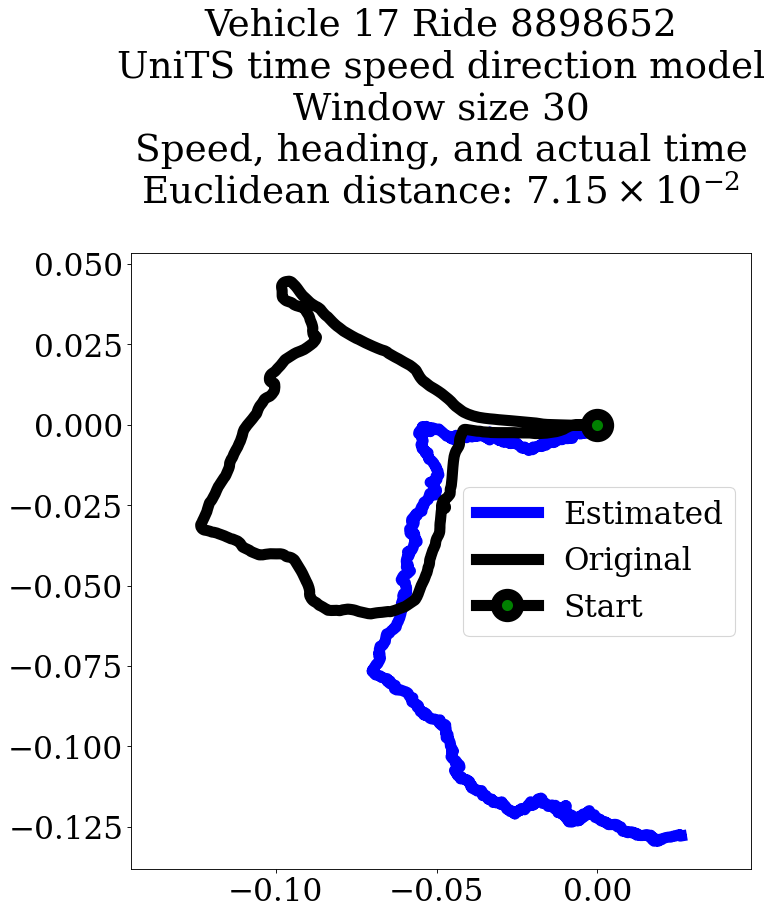 Vehicle 17 Ride 8898652
UniTS time speed direction model
Window size 30
Speed, heading, and actual time
Euclidean distance: 7.15 × 10⁻²
0.050
0.025
0.000
−0.025
−0.050
−0.075
−0.100
−0.125
Estimated
Original
Start
−0.10
−0.05
0.00